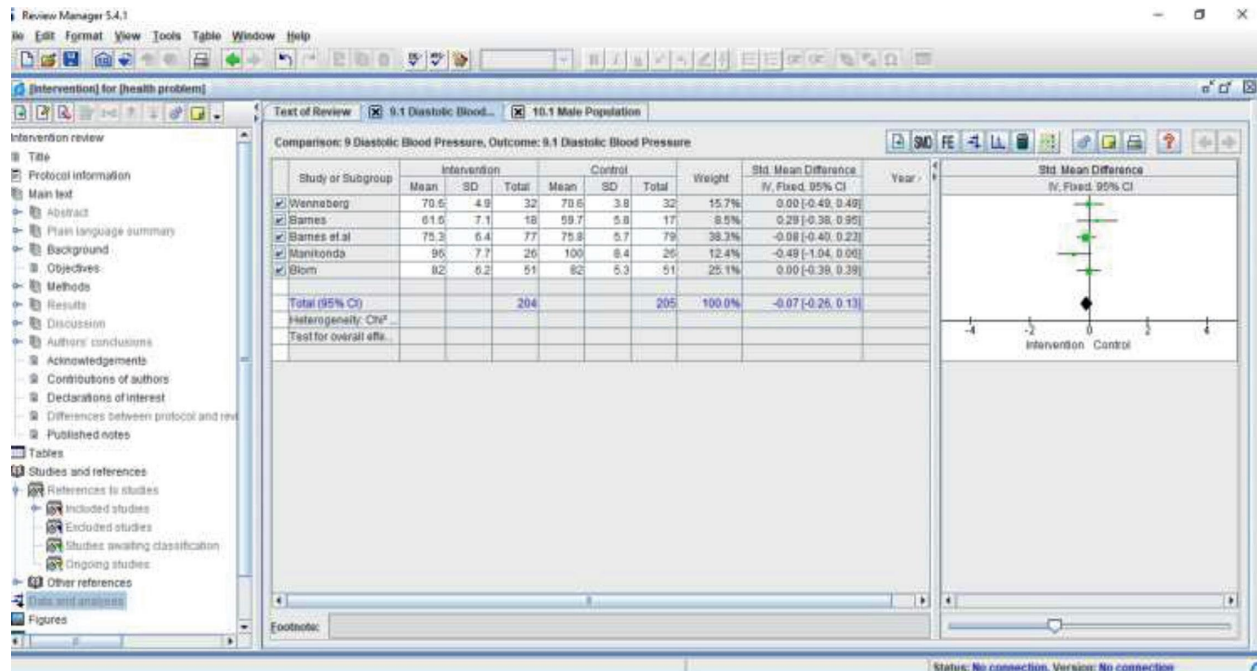 Review Manager 5.4.1
Edit Format View Tools Table Window Help
[Intervention] for [health problem]
Text of Review 9.1 Diastolic Blood... 10.1 Male Population
Intervention review
Title
Protocol information
Main text
Abstract
Plain language summary
Background
Objectives
Methods
Results
Discussion
Authors' conclusions
Acknowledgements
Contributions of authors
Declarations of interest
Differences between protocol and revi
Published notes
Tables
Studies and references
References to studies
Included studies
Excluded studies
Studies awaiting classification
Ongoing studies
Other references
Data and analyses
Figures
Comparison: 9 Diastolic Blood Pressure, Outcome: 9.1 Diastolic Blood Pressure
SMD FE
Study or Subgroup Intervention Control Weight Std. Mean Difference Year
Mean SD Total Mean SD Total IV, Fixed, 95% CI
Wenneberg 70.6 4.9 32 70.6 3.8 32 15.7% 0.00 [-0.49, 0.49]
Barnes 61.6 7.1 18 59.7 5.8 17 8.5% 0.29 [-0.38, 0.95]
Barnes et.al 75.3 6.4 77 75.8 5.7 79 38.3% -0.08 [-0.40, 0.23]
Manikonda 96 7.7 26 100 8.4 26 12.4% -0.49 [-1.04, 0.06]
Blom 82 6.2 51 82 5.3 51 25.1% 0.00 [-0.39, 0.39]
Total (95% CI) 204 205 100.0% -0.07 [-0.26, 0.13]
Heterogeneity: Chi² ...
Test for overall effe...
Std. Mean Difference
IV, Fixed, 95% CI
-4 -2 0 2 4
Intervention Control
Footnote:
Status: No connection, Version: No connection